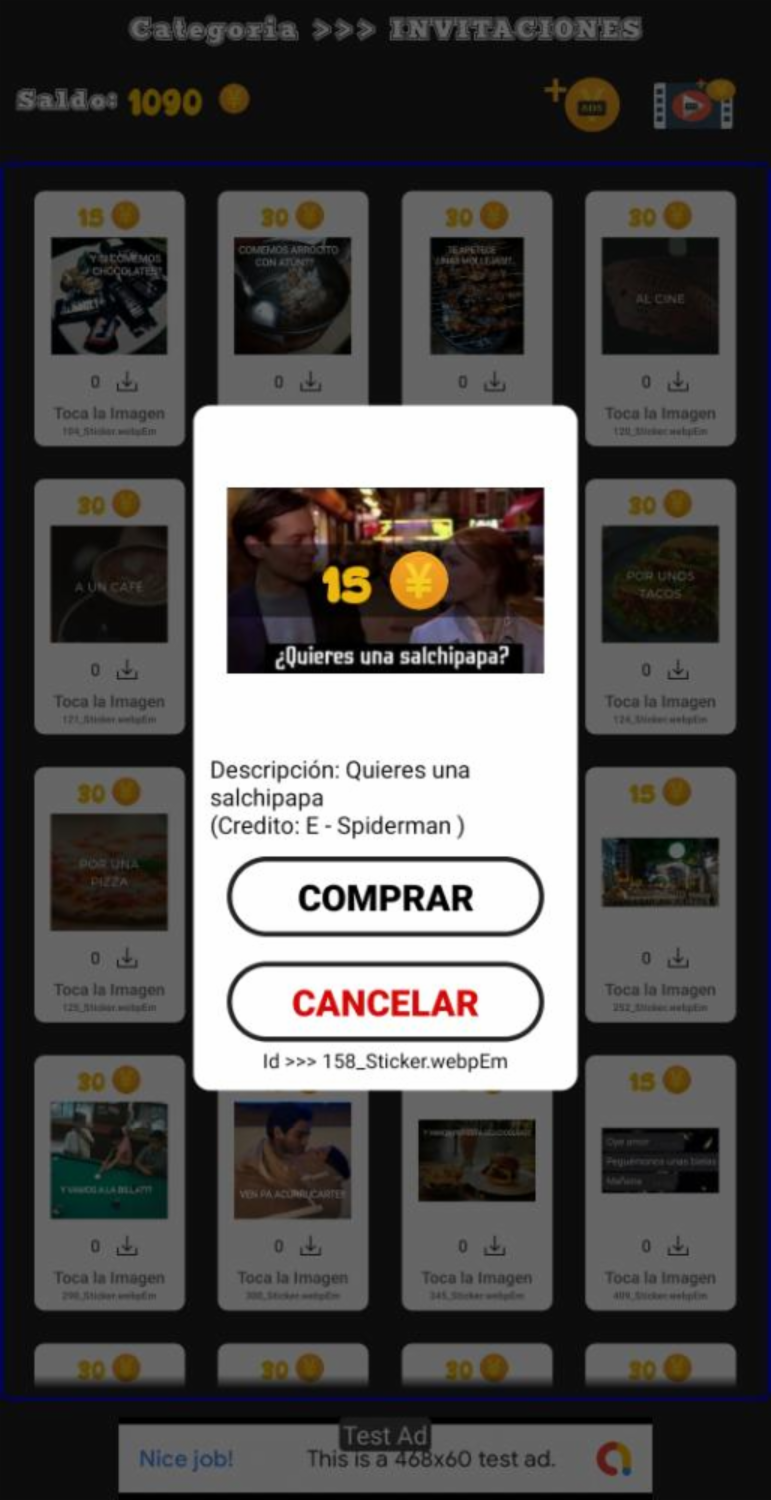 Categoria >>> INVITACIONES
Saldo: 1090
ADS
15
30
30
30
Y SI COMEMOS
CHOCOLATES?
COMEMOS ARROCITO
CON ATUN??
TE APETECE
UNAS MOLLEJAS?
AL CINE
0
0
0
0
Toca la Imagen
104_Sticker.webpEm
Toca la Imagen
120_Sticker.webpEm
30
A UN CAFÉ
0
Toca la Imagen
121_Sticker.webpEm
30
POR UNOS
TACOS
0
Toca la Imagen
124_Sticker.webpEm
15
¿Quieres una salchipapa?
Descripción: Quieres una
salchipapa
(Credito: E - Spiderman )
COMPRAR
CANCELAR
Id >>> 158_Sticker.webpEm
30
POR UNA
PIZZA
0
Toca la Imagen
125_Sticker.webpEm
15
0
Toca la Imagen
252_Sticker.webpEm
30
15
Y VAMOS A LA BILLA???
VEN PA ACURRUCARTE!!
Oye amor
Peguémonos unas bielas
Mañana
0
0
0
0
Toca la Imagen
Toca la Imagen
Toca la Imagen
Toca la Imagen
298_Sticker.webpEm
300_Sticker.webpEm
345_Sticker.webpEm
409_Sticker.webpEm
30
30
30
30
Test Ad
Nice job!
This is a 468x60 test ad.